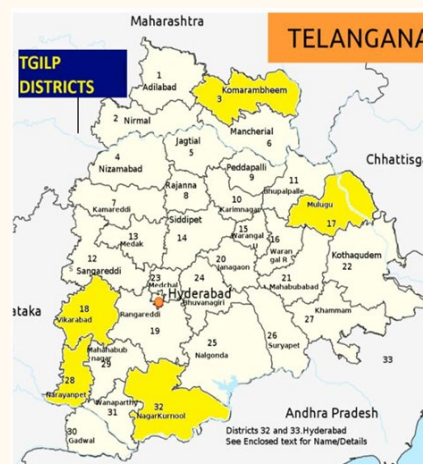 Maharashtra
TELANGANA
TGILP
DISTRICTS
1
Adilabad
Komarambheem
3
2 Nirmal
Mancherial
6
4
Nizamabad
Jagtial
5
Peddapalli
9
Chhattisg
7
Kamareddi
Rajanna
8
10
Karimnagar
11
Bhupalpalle
Mulugu
17
13
Medak
Siddipet
14
15
Warangal
U
16
Waran
gal R
Kothaqudem
22
12
Sangareddi
23
Medchal
24
20
Janagaon
21
Mahabubabad
Hyderabad
Bhuvanagiri
ataka
18
Vikarabad
Rangareddi
19
27
Khammam
25
Nalgonda
26
Suryapet
33
Mahahabub
nagar
29
28
Narayanpet
Wanaparthy
31
32
NagarKurnool
30
Gadwal
Andhra Pradesh
Districts 32 and 33.Hyderabad
See Enclosed text for Name/Details